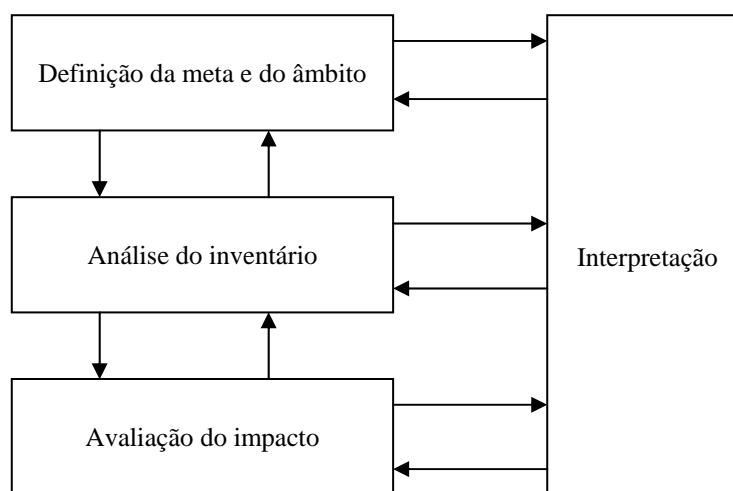 Definição da meta e do âmbito
Análise do inventário
Interpretação
Avaliação do impacto